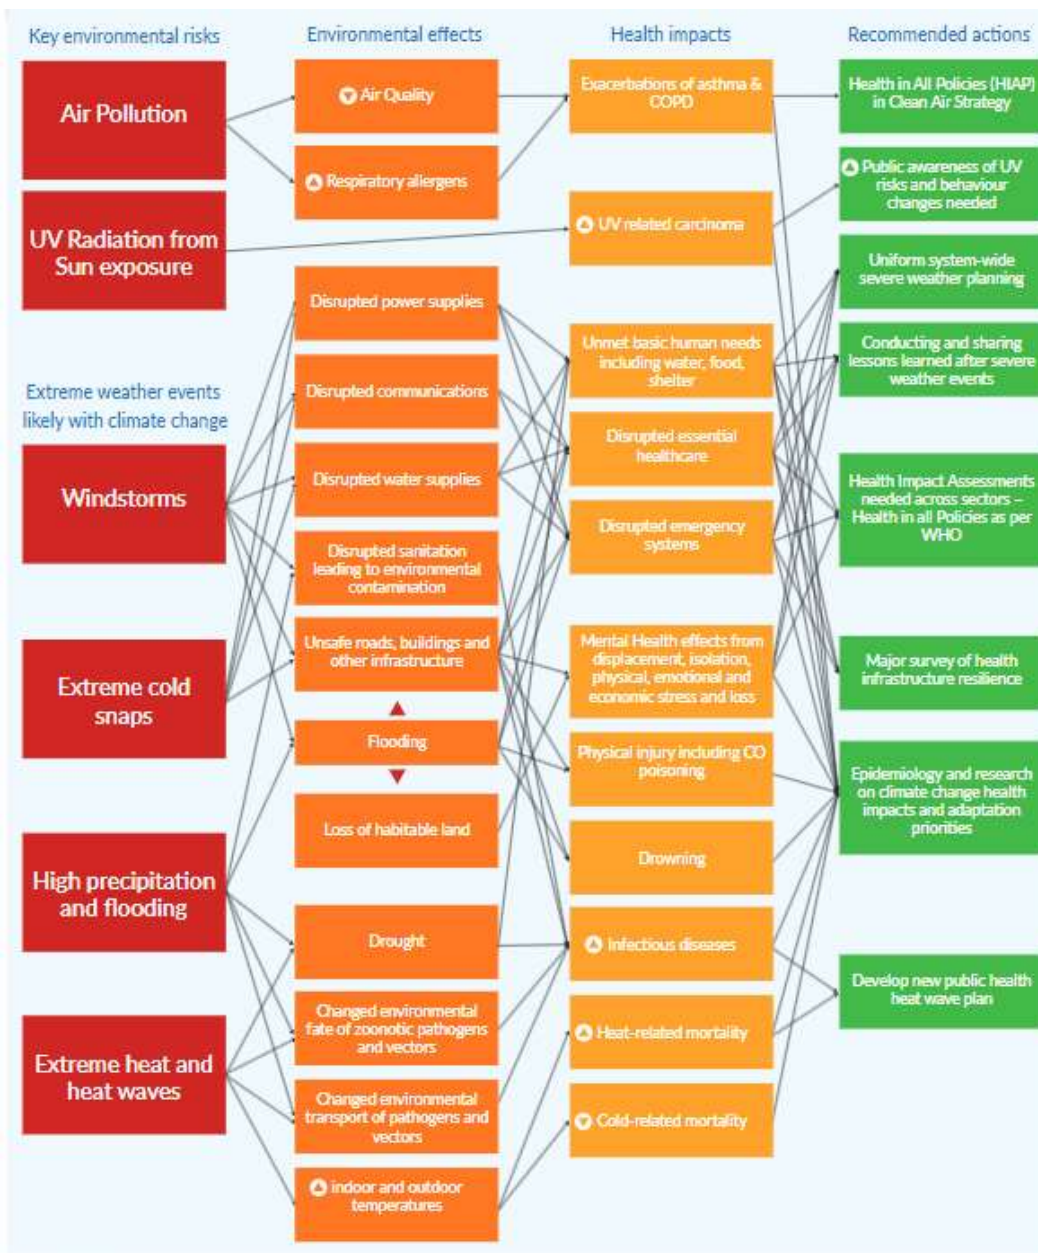 Key environmental risks
Environmental effects
Health impacts
Recommended actions
Air Pollution
UV Radiation from
Sun exposure
Extreme weather events
likely with climate change
Windstorms
Extreme cold
snaps
High precipitation
and flooding
Extreme heat and
heat waves
Air Quality
Respiratory allergens
Disrupted power supplies
Disrupted communications
Disrupted water supplies
Disrupted sanitation
leading to environmental
contamination
Unsafe roads, buildings and
other infrastructure
Flooding
Loss of habitable land
Drought
Changed environmental
fate of zoonotic pathogens
and vectors
Changed environmental
transport of pathogens and
vectors
indoor and outdoor
temperatures
Exacerbations of asthma &
COPD
UV related carcinoma
Unmet basic human needs
including water, food,
shelter
Disrupted essential
healthcare
Disrupted emergency
systems
Mental Health effects from
displacement, isolation,
physical, emotional and
economic stress and loss
Physical injury including CO
poisoning
Drowning
Infectious diseases
Heat-related mortality
Cold-related mortality
Health in All Policies (HIAP)
in Clean Air Strategy
Public awareness of UV
risks and behaviour
changes needed
Uniform system-wide
severe weather planning
Conducting and sharing
lessons learned after severe
weather events
Health Impact Assessments
needed across sectors –
Health in all Policies as per
WHO
Major survey of health
infrastructure resilience
Epidemiology and research
on climate change health
impacts and adaptation
priorities
Develop new public health
heat wave plan